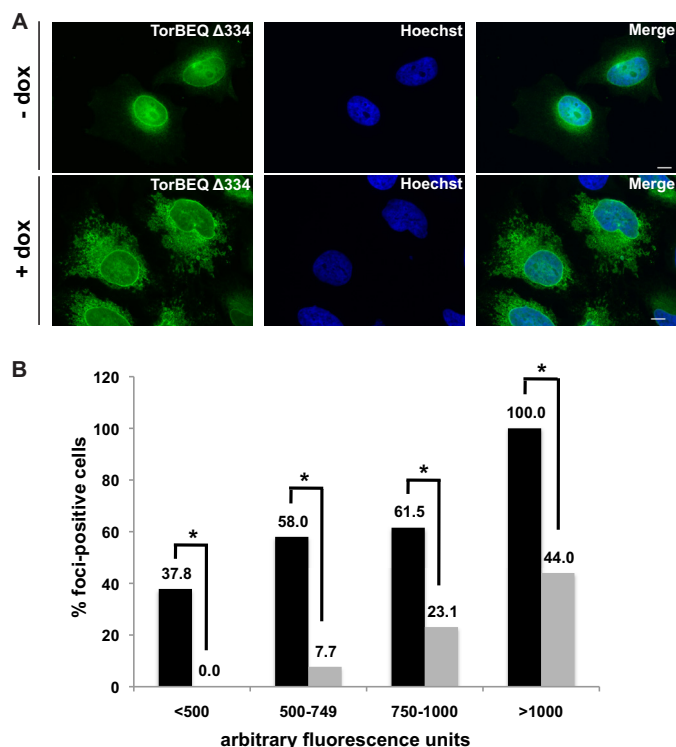 A
- dox
TorBEQ Δ334
Hoechst
Merge
+ dox
TorBEQ Δ334
Hoechst
Merge
B
% foci-positive cells
120
100
80
60
40
20
0
*
37.8
0.0
*
58.0
7.7
*
61.5
23.1
*
100.0
44.0
<500
500-749
750-1000
>1000
arbitrary fluorescence units